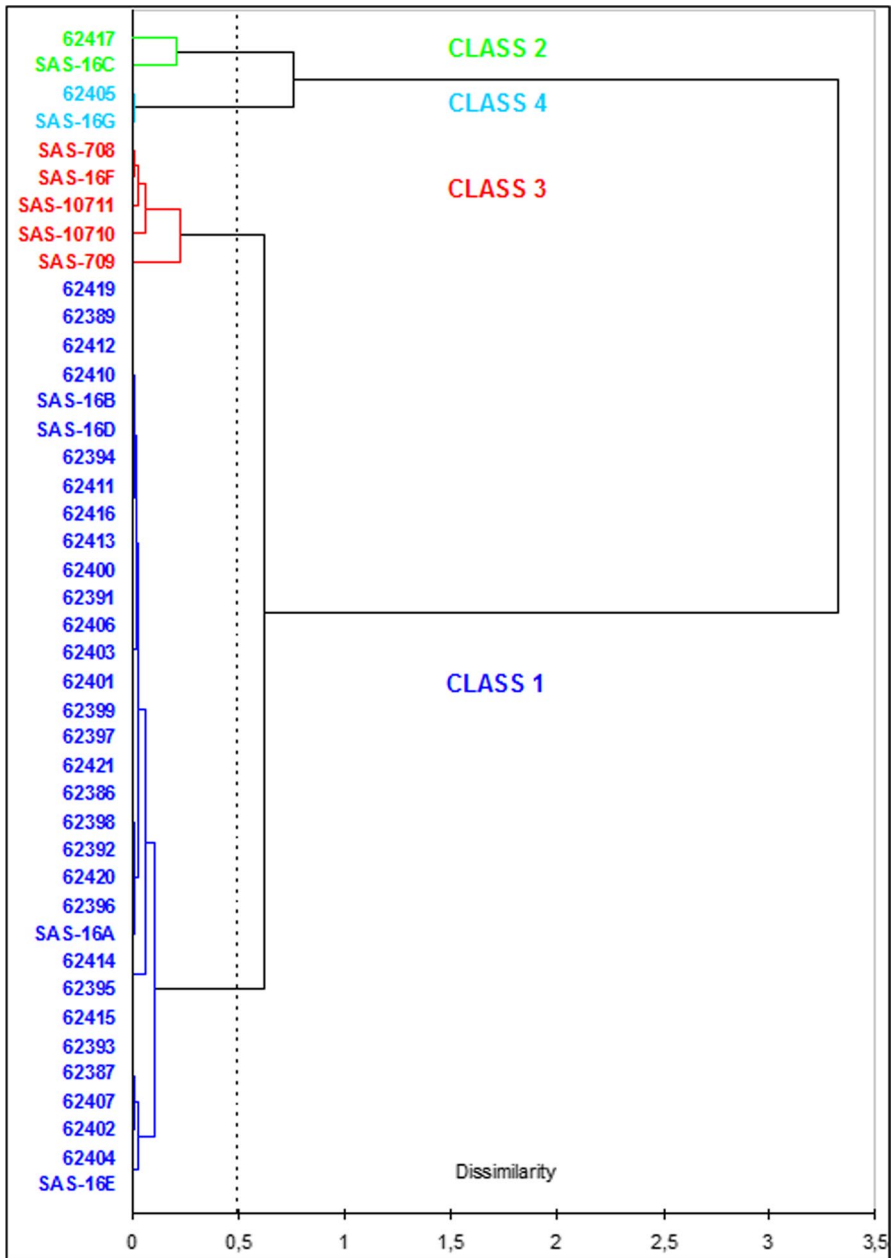 62417
CLASS 2
SAS-16C
62405
CLASS 4
SAS-16G
SAS-708
SAS-16F
CLASS 3
SAS-10711
SAS-10710
SAS-709
62419
62389
62412
62410
SAS-16B
SAS-16D
62394
62411
62416
62413
62400
62391
62406
62403
62401
CLASS 1
62399
62397
62421
62386
62398
62392
62420
62396
SAS-16A
62414
62395
62415
62393
62387
62407
62402
62404
Dissimilarity
SAS-16E
0 0,5 1 1,5 2 2,5 3 3,5